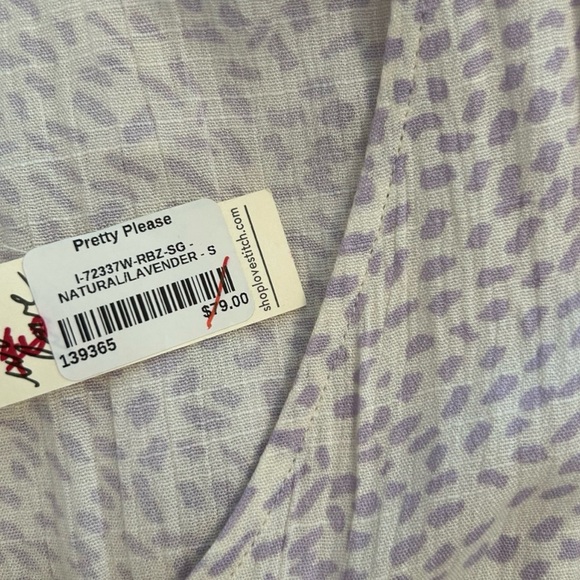 Pretty Please
I-72337W-RBZ-SG -
NATURAL/LAVENDER - S
139365
$79.00
shoplovestitch.com